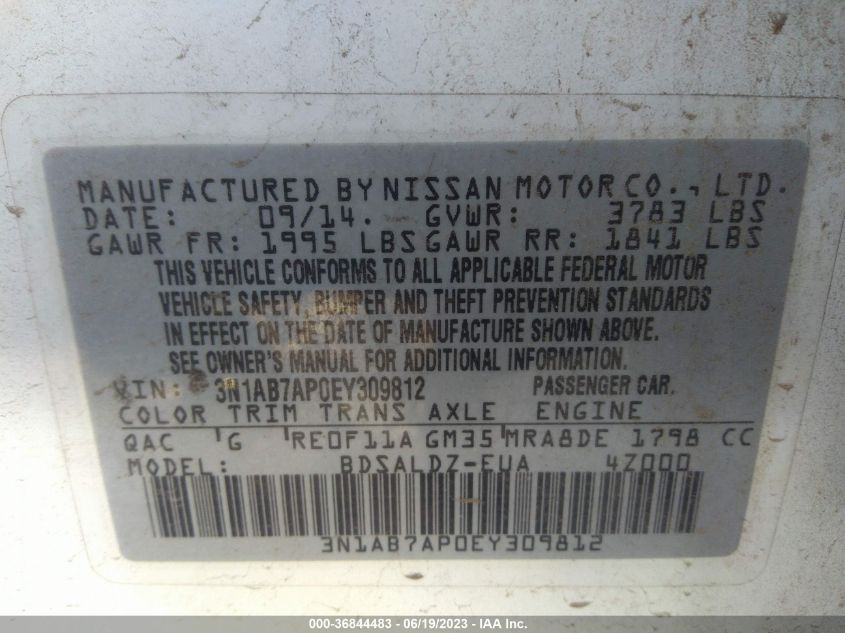 MANUFACTURED BY NISSAN MOTOR CO., LTD.
DATE: 09/14. GVWR: 3783 LBS
GAWR FR: 1995 LBS GAWR RR: 1841 LBS
THIS VEHICLE CONFORMS TO ALL APPLICABLE FEDERAL MOTOR
VEHICLE SAFETY, BUMPER AND THEFT PREVENTION STANDARDS
IN EFFECT ON THE DATE OF MANUFACTURE SHOWN ABOVE.
SEE OWNER'S MANUAL FOR ADDITIONAL INFORMATION.
VIN: 3N1AB7AP0EY309812 PASSENGER CAR.
COLOR TRIM TRANS AXLE ENGINE
QAC G RE0F11A GM35 MRA8DE 1798 CC
MODEL: BDSALDZ-EUA 4Z000
3N1AB7AP0EY309812
000-36844483 - 06/19/2023 - IAA Inc.